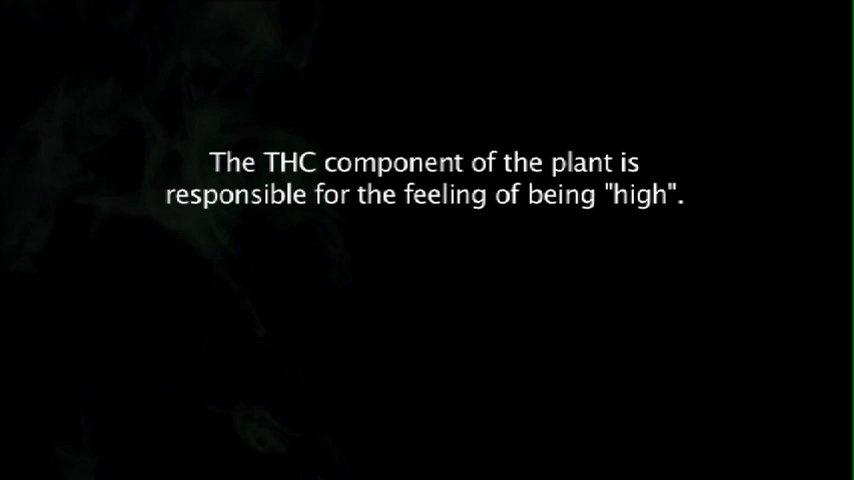 The THC component of the plant is
responsible for the feeling of being "high".